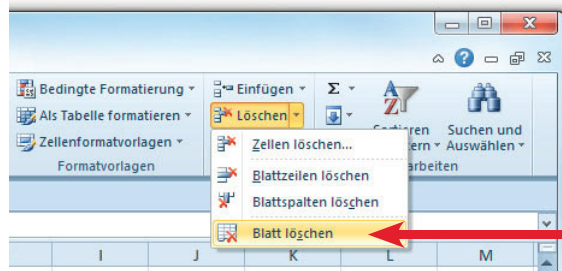 Bedingte Formatierung
Einfügen
Σ
Als Tabelle formatieren
Löschen
Suchen und
Zellenformatvorlagen
Auswählen
Formatvorlagen
Zellen löschen...
Blattzeilen löschen
Blattspalten löschen
Blatt löschen
I J K L M